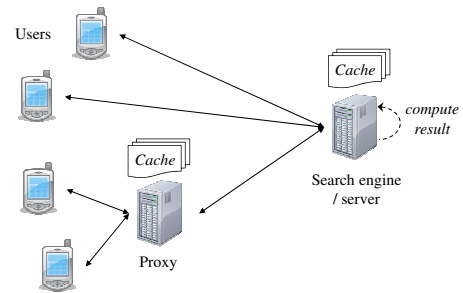 Users
Cache
compute
result
Search engine
/ server
Cache
Proxy